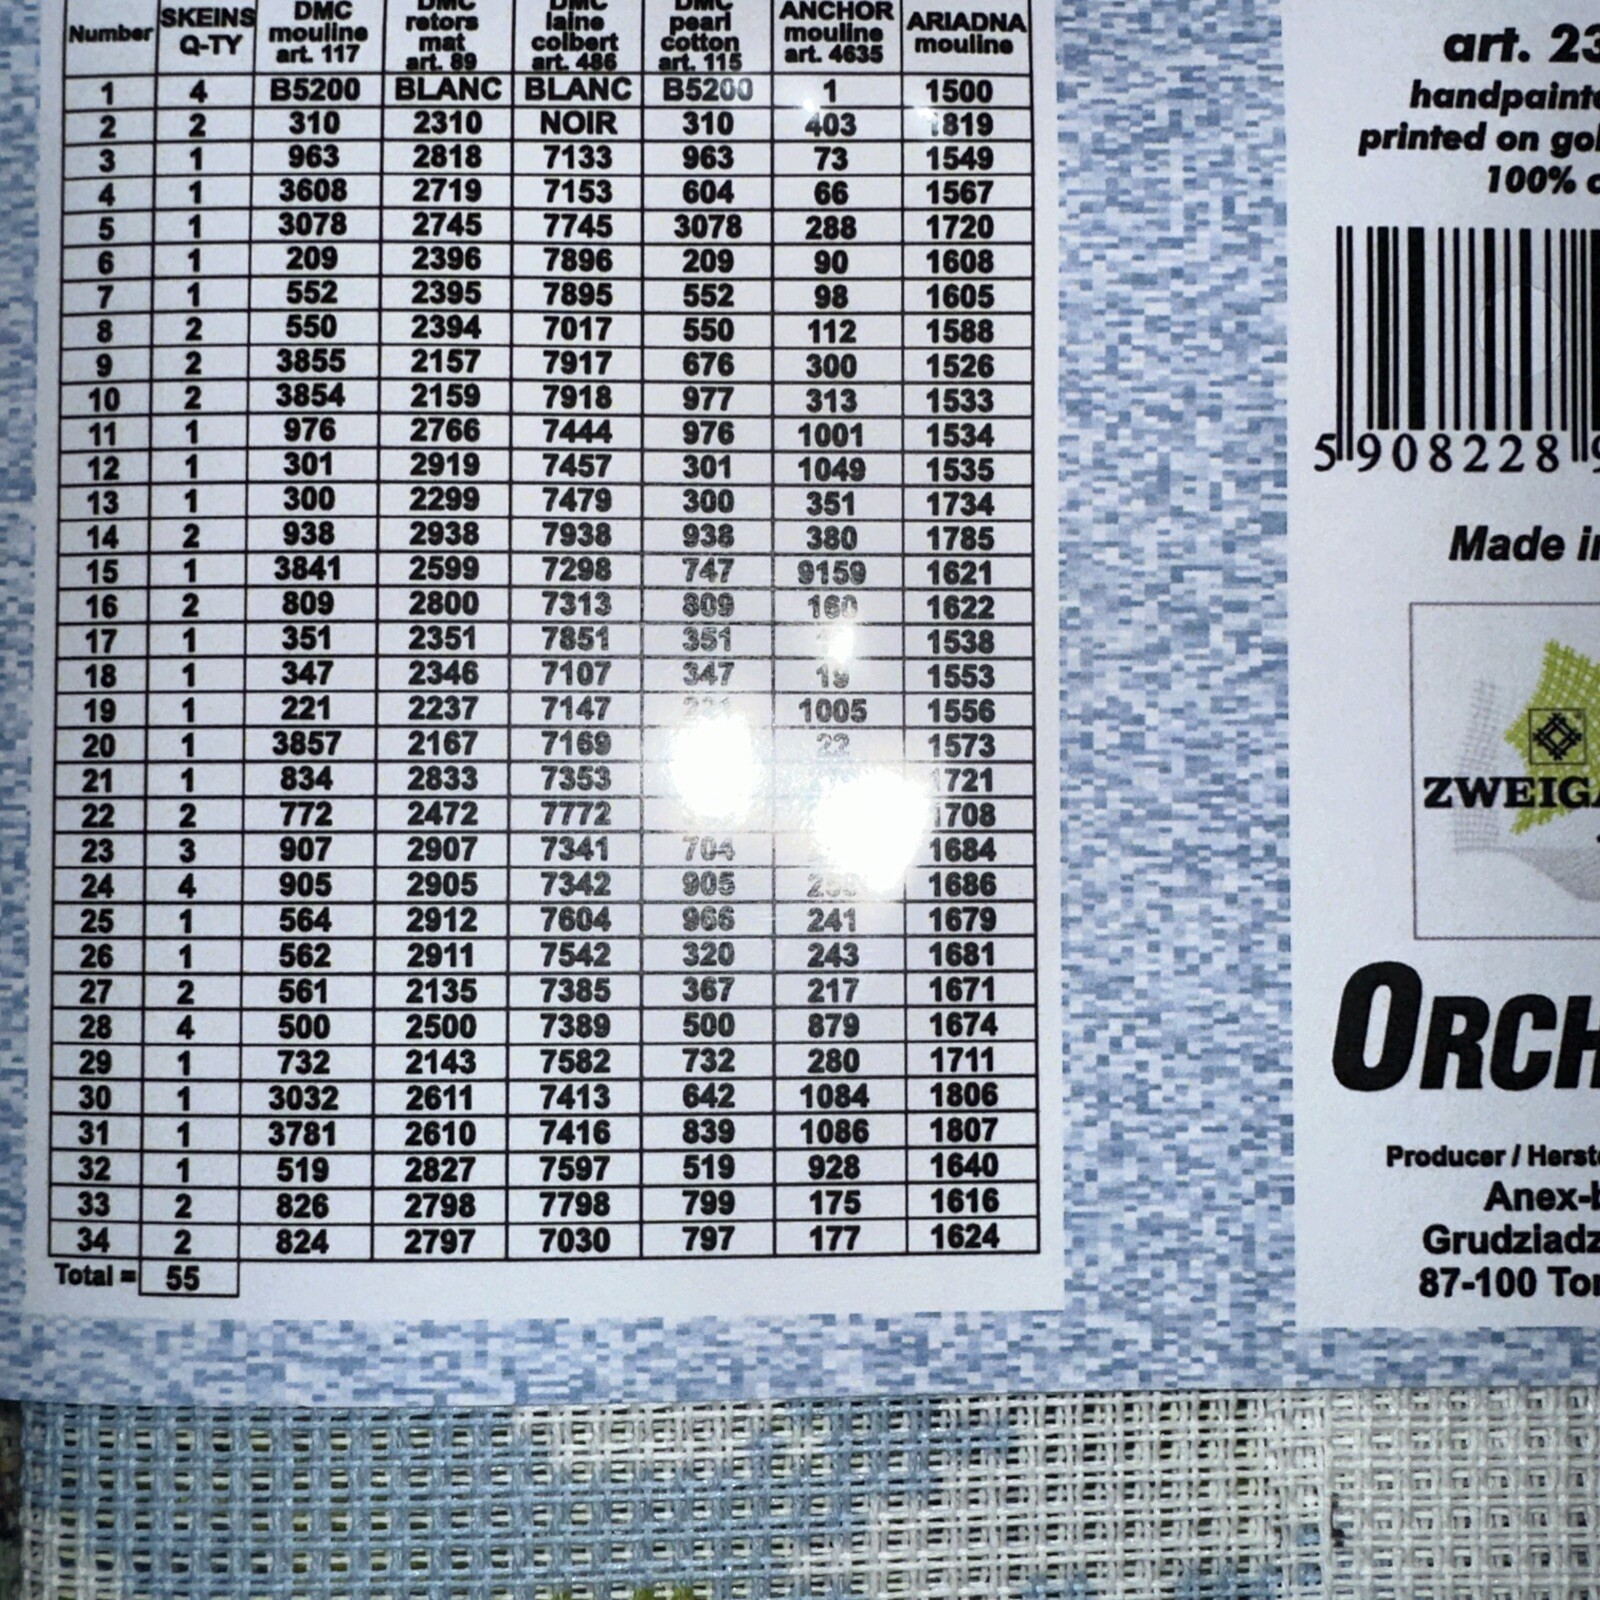 Number SKEINS Q-TY DMC mouline art. 117 DMC retors mat art. 89 DMC laine colbert art. 486 DMC pearl cotton art. 115 ANCHOR mouline art. 4635 ARIADNA mouline
1 4 B5200 BLANC BLANC B5200 1 1500
2 2 310 2310 NOIR 310 403 1819
3 1 963 2818 7133 963 73 1549
4 1 3608 2719 7153 604 66 1567
5 1 3078 2745 7745 3078 288 1720
6 1 209 2396 7896 209 90 1608
7 1 552 2395 7895 552 98 1605
8 2 550 2394 7017 550 112 1588
9 2 3855 2157 7917 676 300 1526
10 2 3854 2159 7918 977 313 1533
11 1 976 2766 7444 976 1001 1534
12 1 301 2919 7457 301 1049 1535
13 1 300 2299 7479 300 351 1734
14 2 938 2938 7938 938 380 1785
15 1 3841 2599 7298 747 9159 1621
16 2 809 2800 7313 809 160 1622
17 1 351 2351 7851 351 1538
18 1 347 2346 7107 347 19 1553
19 1 221 2237 7147 221 1005 1556
20 1 3857 2167 7169 22 1573
21 1 834 2833 7353 1721
22 2 772 2472 7772 1708
23 3 907 2907 7341 704 1684
24 4 905 2905 7342 905 1686
25 1 564 2912 7604 966 241 1679
26 1 562 2911 7542 320 243 1681
27 2 561 2135 7385 367 217 1671
28 4 500 2500 7389 500 879 1674
29 1 732 2143 7582 732 280 1711
30 1 3032 2611 7413 642 1084 1806
31 1 3781 2610 7416 839 1086 1807
32 1 519 2827 7597 519 928 1640
33 2 826 2798 7798 799 175 1616
34 2 824 2797 7030 797 177 1624
Total = 55
art. 23
handpainte
printed on gol
100% c
5 908228 9
Made in
ZWEIGA
ORCH
Producer / Herste
Anex-b
Grudziadz
87-100 Tor